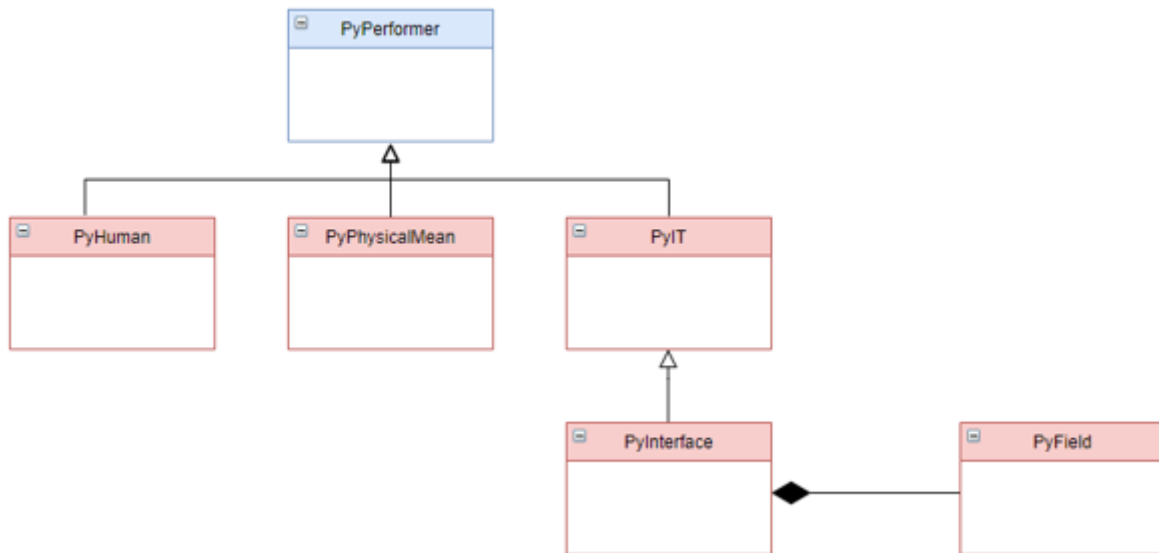 PyPerformer
PyHuman
PyPhysicalMean
PyIT
PyInterface
PyField